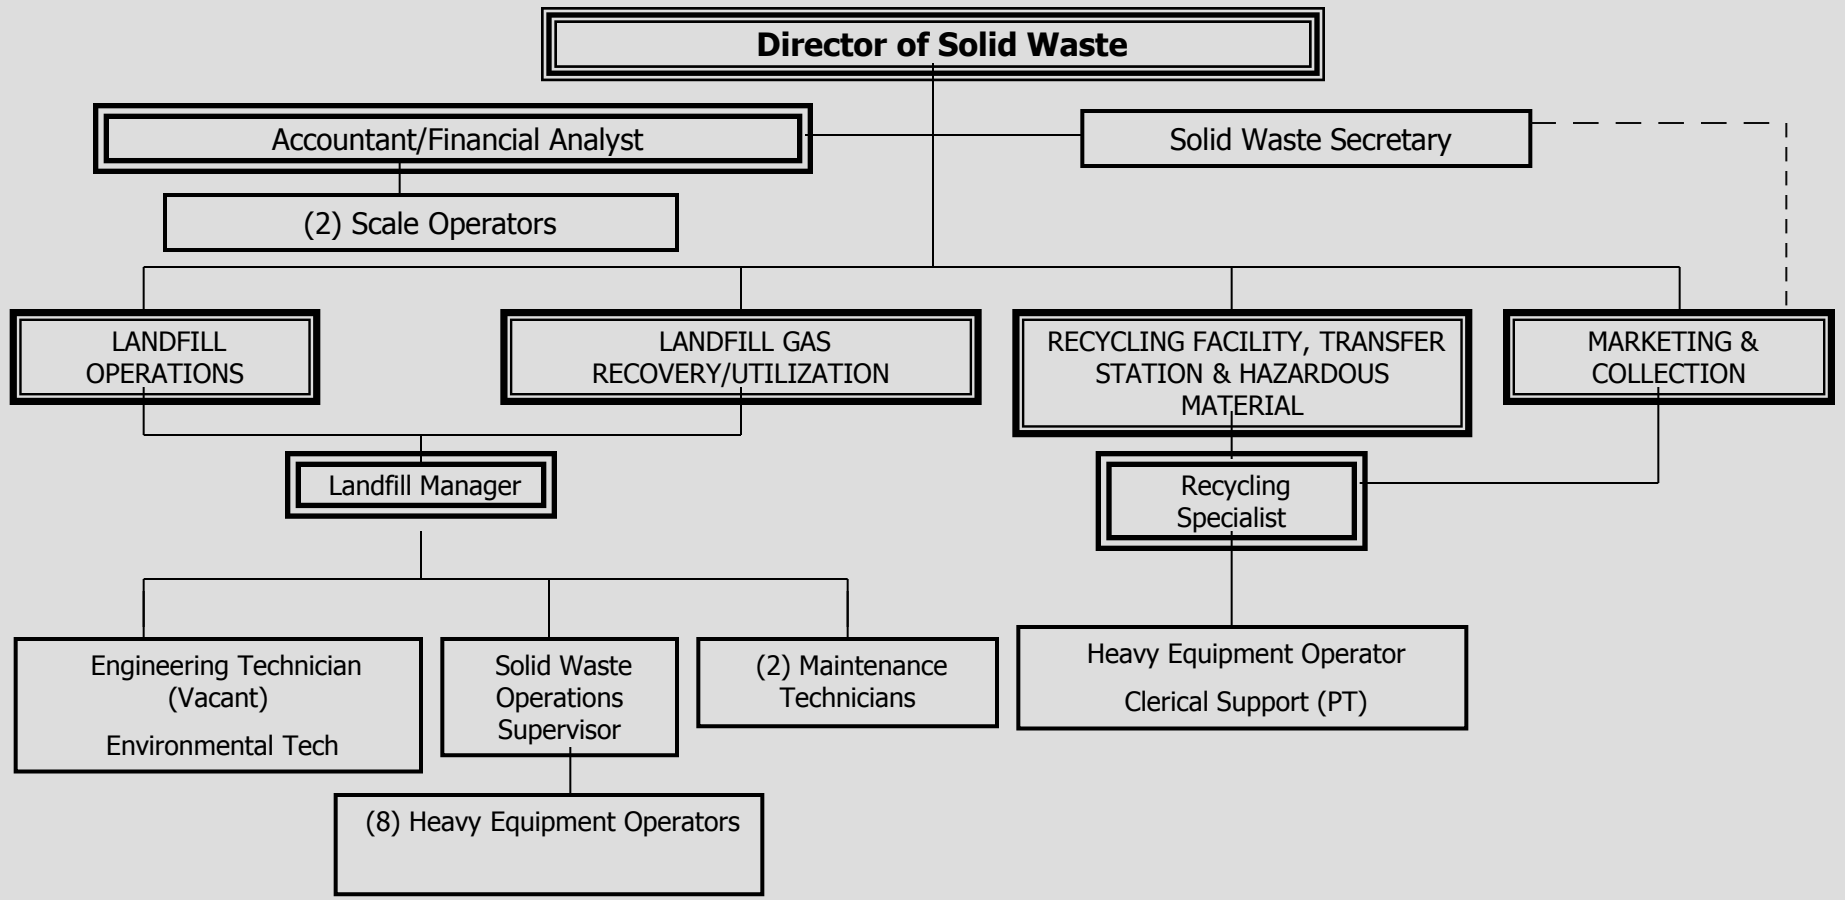 Director of Solid Waste
Accountant/Financial Analyst
Solid Waste Secretary
(2) Scale Operators
LANDFILL
OPERATIONS
LANDFILL GAS
RECOVERY/UTILIZATION
RECYCLING FACILITY, TRANSFER
STATION & HAZARDOUS
MATERIAL
MARKETING &
COLLECTION
Landfill Manager
Recycling
Specialist
Engineering Technician
(Vacant)
Environmental Tech
Solid Waste
Operations
Supervisor
(2) Maintenance
Technicians
Heavy Equipment Operator
Clerical Support (PT)
(8) Heavy Equipment Operators